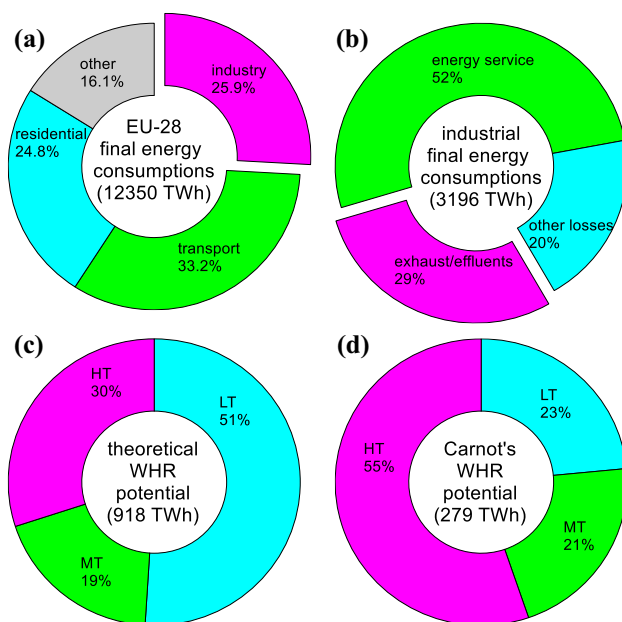 (a)
other
16.1%
industry
25.9%
residential
24.8%
EU-28
final energy
consumptions
(12350 TWh)
transport
33.2%
(b)
energy service
52%
industrial
final energy
consumptions
(3196 TWh)
other losses
20%
exhaust/effluents
29%
(c)
HT
30%
LT
51%
theoretical
WHR
potential
(918 TWh)
MT
19%
(d)
LT
23%
HT
55%
Carnot's
WHR
potential
(279 TWh)
MT
21%